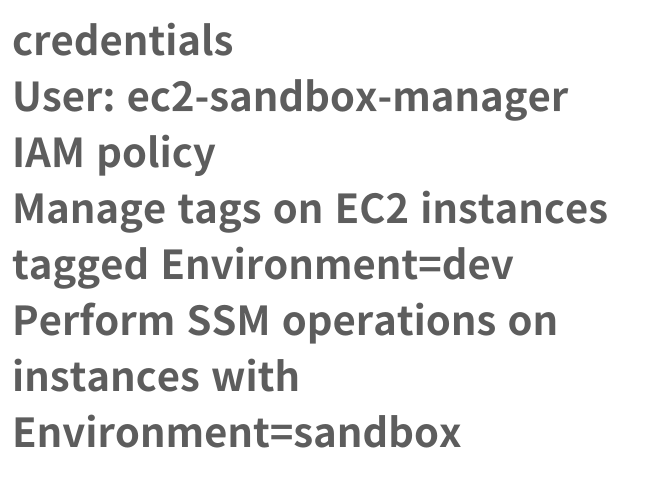 credentials
User: ec2-sandbox-manager
IAM policy
Manage tags on EC2 instances
tagged Environment=dev
Perform SSM operations on
instances with
Environment=sandbox